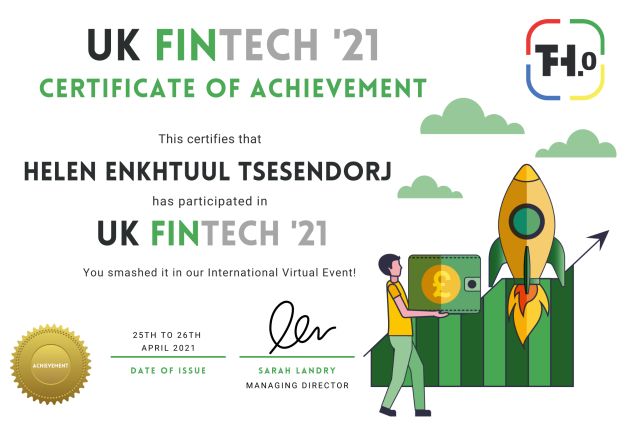 UK FINTECH '21
CERTIFICATE OF ACHIEVEMENT
TH.0
This certifies that
HELEN ENKHTUUL TSESENDORJ
has participated in
UK FINTECH '21
You smashed it in our International Virtual Event!
£
ACHIEVEMENT
25TH TO 26TH
APRIL 2021
DATE OF ISSUE
SARAH LANDRY
MANAGING DIRECTOR